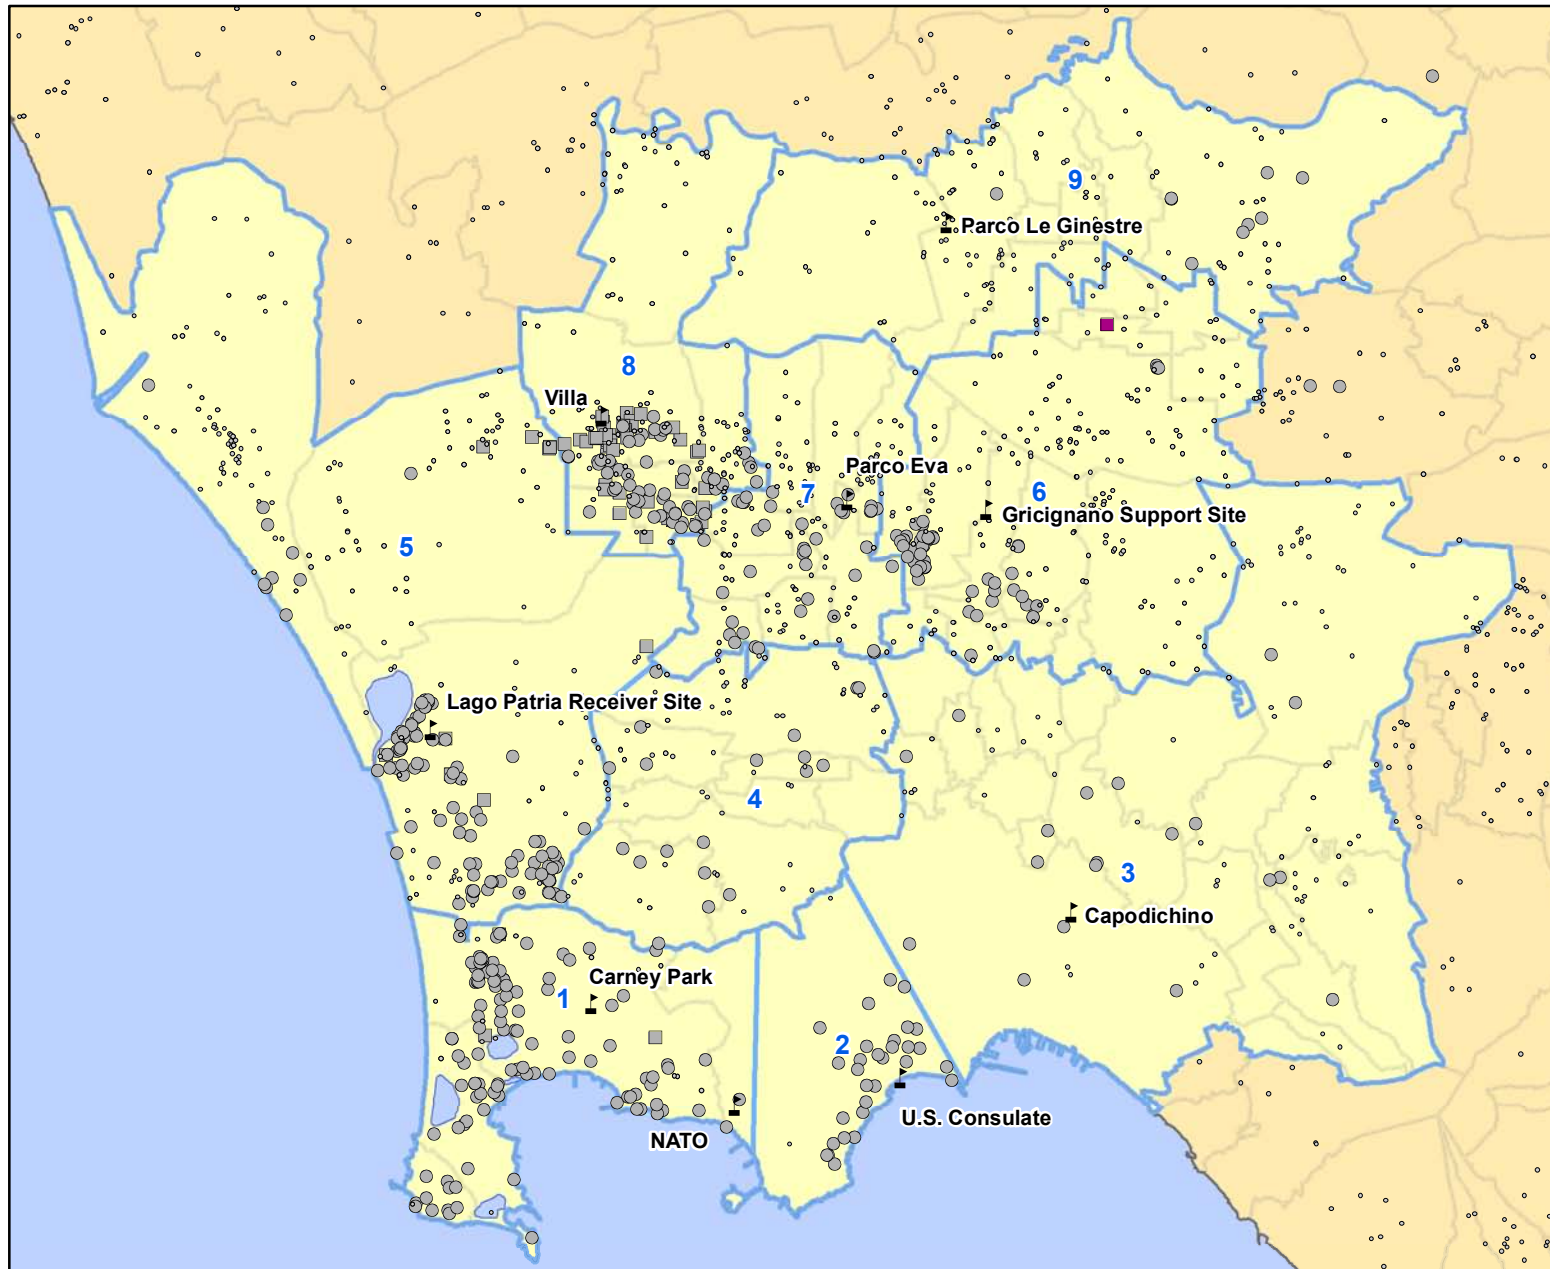 9
Parco Le Ginestre
8
Villa
Parco Eva
7
6
Gricignano Support Site
5
Lago Patria Receiver Site
4
3
Capodichino
Carney Park
1
2
U.S. Consulate
NATO